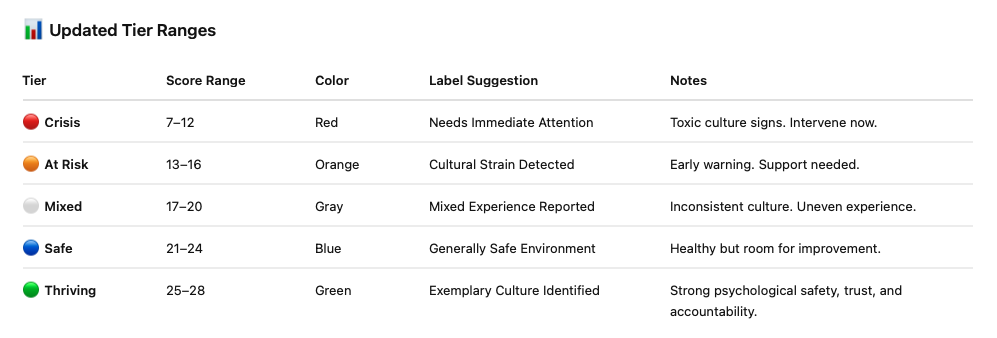 Updated Tier Ranges
Tier Score Range Color Label Suggestion Notes
Crisis 7–12 Red Needs Immediate Attention Toxic culture signs. Intervene now.
At Risk 13–16 Orange Cultural Strain Detected Early warning. Support needed.
Mixed 17–20 Gray Mixed Experience Reported Inconsistent culture. Uneven experience.
Safe 21–24 Blue Generally Safe Environment Healthy but room for improvement.
Thriving 25–28 Green Exemplary Culture Identified Strong psychological safety, trust, and
accountability.